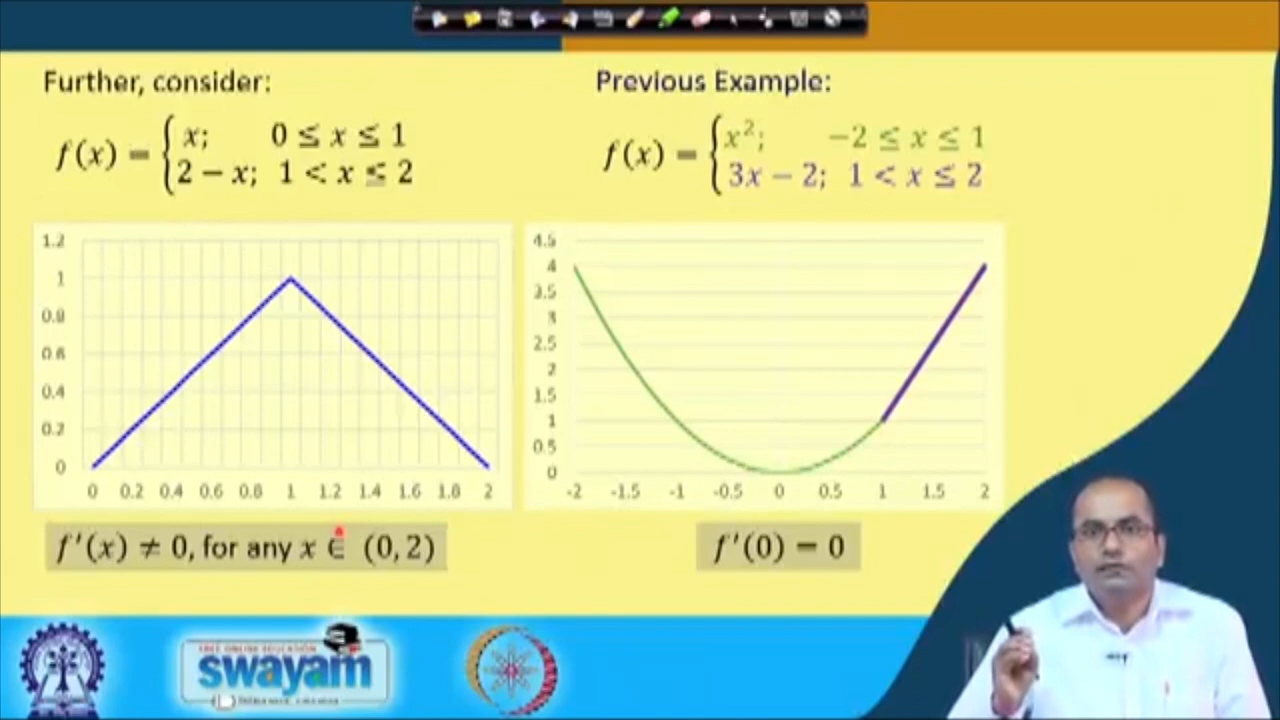 Further, consider:
f(x) = { x; 0 ≤ x ≤ 1
2 − x; 1 < x ≤ 2
1.2
1
0.8
0.6
0.4
0.2
0
0 0.2 0.4 0.6 0.8 1 1.2 1.4 1.6 1.8 2
f′(x) ≠ 0, for any x ∈ (0, 2)
Previous Example:
f(x) = { x²; −2 ≤ x ≤ 1
3x − 2; 1 < x ≤ 2
4.5
4
3.5
3
2.5
2
1.5
1
0.5
0
-2 -1.5 -1 -0.5 0 0.5 1 1.5 2
f′(0) = 0
FREE ONLINE EDUCATION
swayam